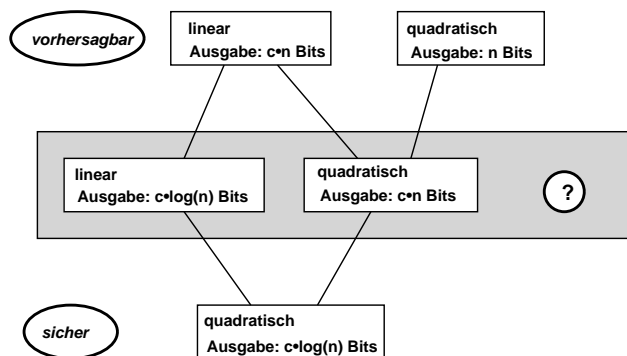 vorhersagbar
linear
Ausgabe: c•n Bits
quadratisch
Ausgabe: n Bits
linear
Ausgabe: c•log(n) Bits
quadratisch
Ausgabe: c•n Bits
?
sicher
quadratisch
Ausgabe: c•log(n) Bits